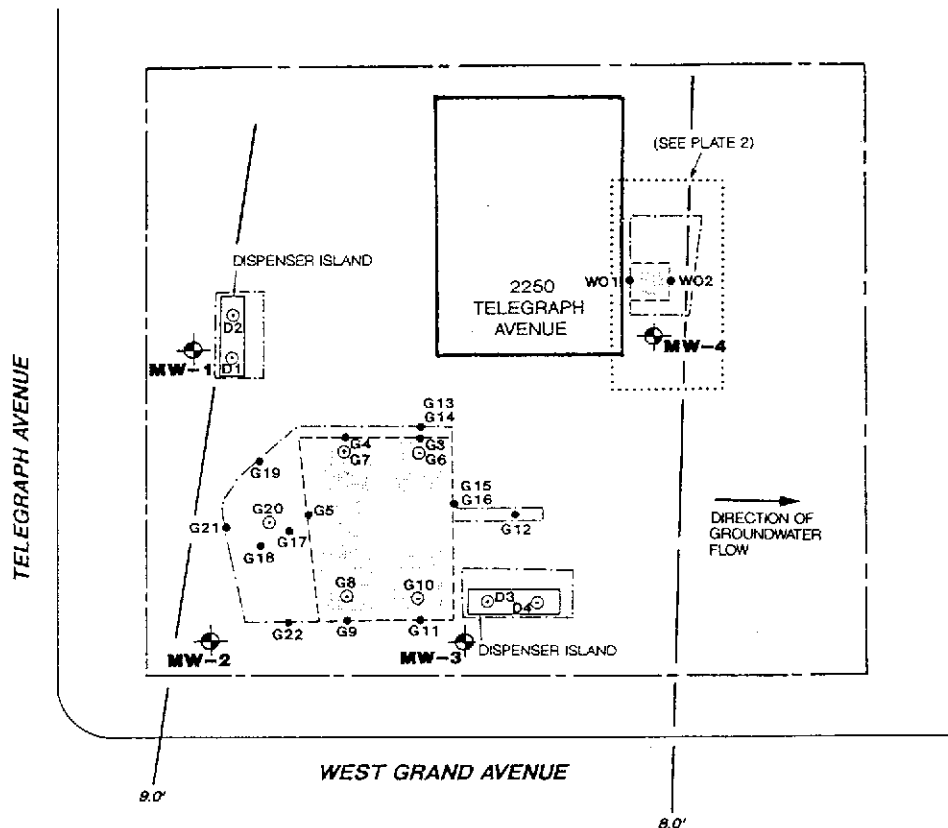 (SEE PLATE 2)
DISPENSER ISLAND
WO1
WO2
2250
TELEGRAPH
AVENUE
D2
MW-4
MW-1
D1
TELEGRAPH AVENUE
G13
G14
G4
G3
G7
G6
G19
G15
G16
G20
G5
G12
G21
G17
DIRECTION OF
GROUNDWATER
FLOW
G18
G8
G10
D3
D4
G22
G9
G11
MW-2
MW-3
DISPENSER ISLAND
WEST GRAND AVENUE
9.0'
8.0'